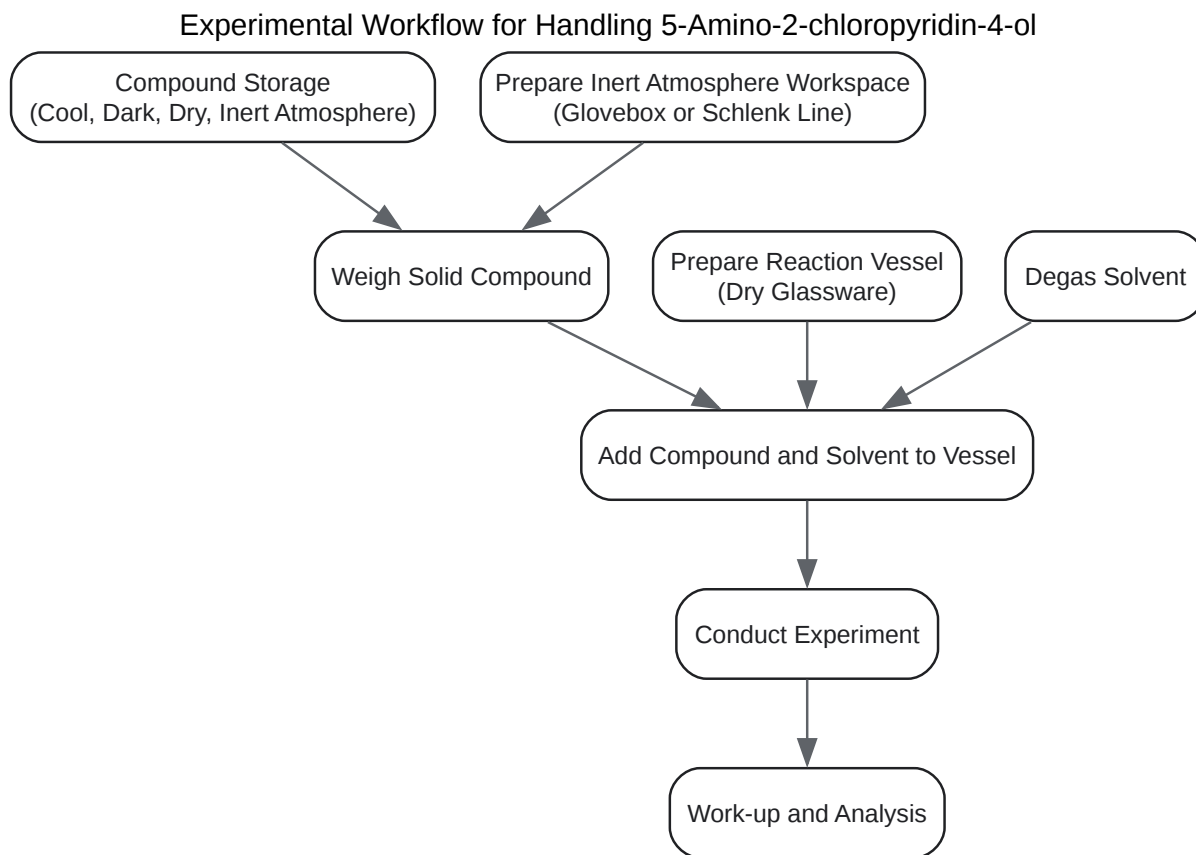 Experimental Workflow for Handling 5-Amino-2-chloropyridin-4-ol
Compound Storage
(Cool, Dark, Dry, Inert Atmosphere)
Prepare Inert Atmosphere Workspace
(Glovebox or Schlenk Line)
Weigh Solid Compound
Prepare Reaction Vessel
(Dry Glassware)
Degas Solvent
Add Compound and Solvent to Vessel
Conduct Experiment
Work-up and Analysis